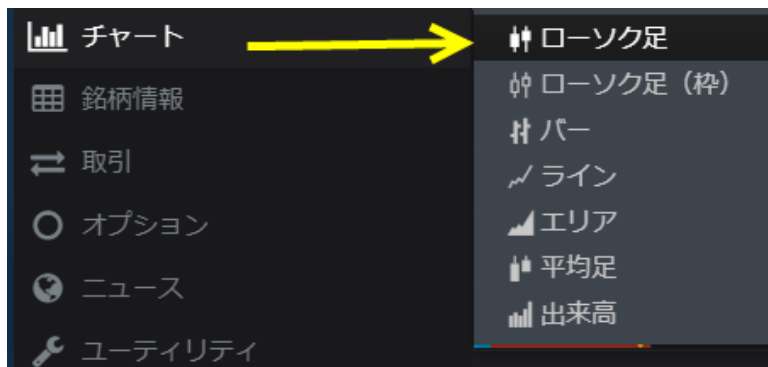 チャート
銘柄情報
取引
オプション
ニュース
ユーティリティ
ローソク足
ローソク足（枠）
バー
ライン
エリア
平均足
出来高